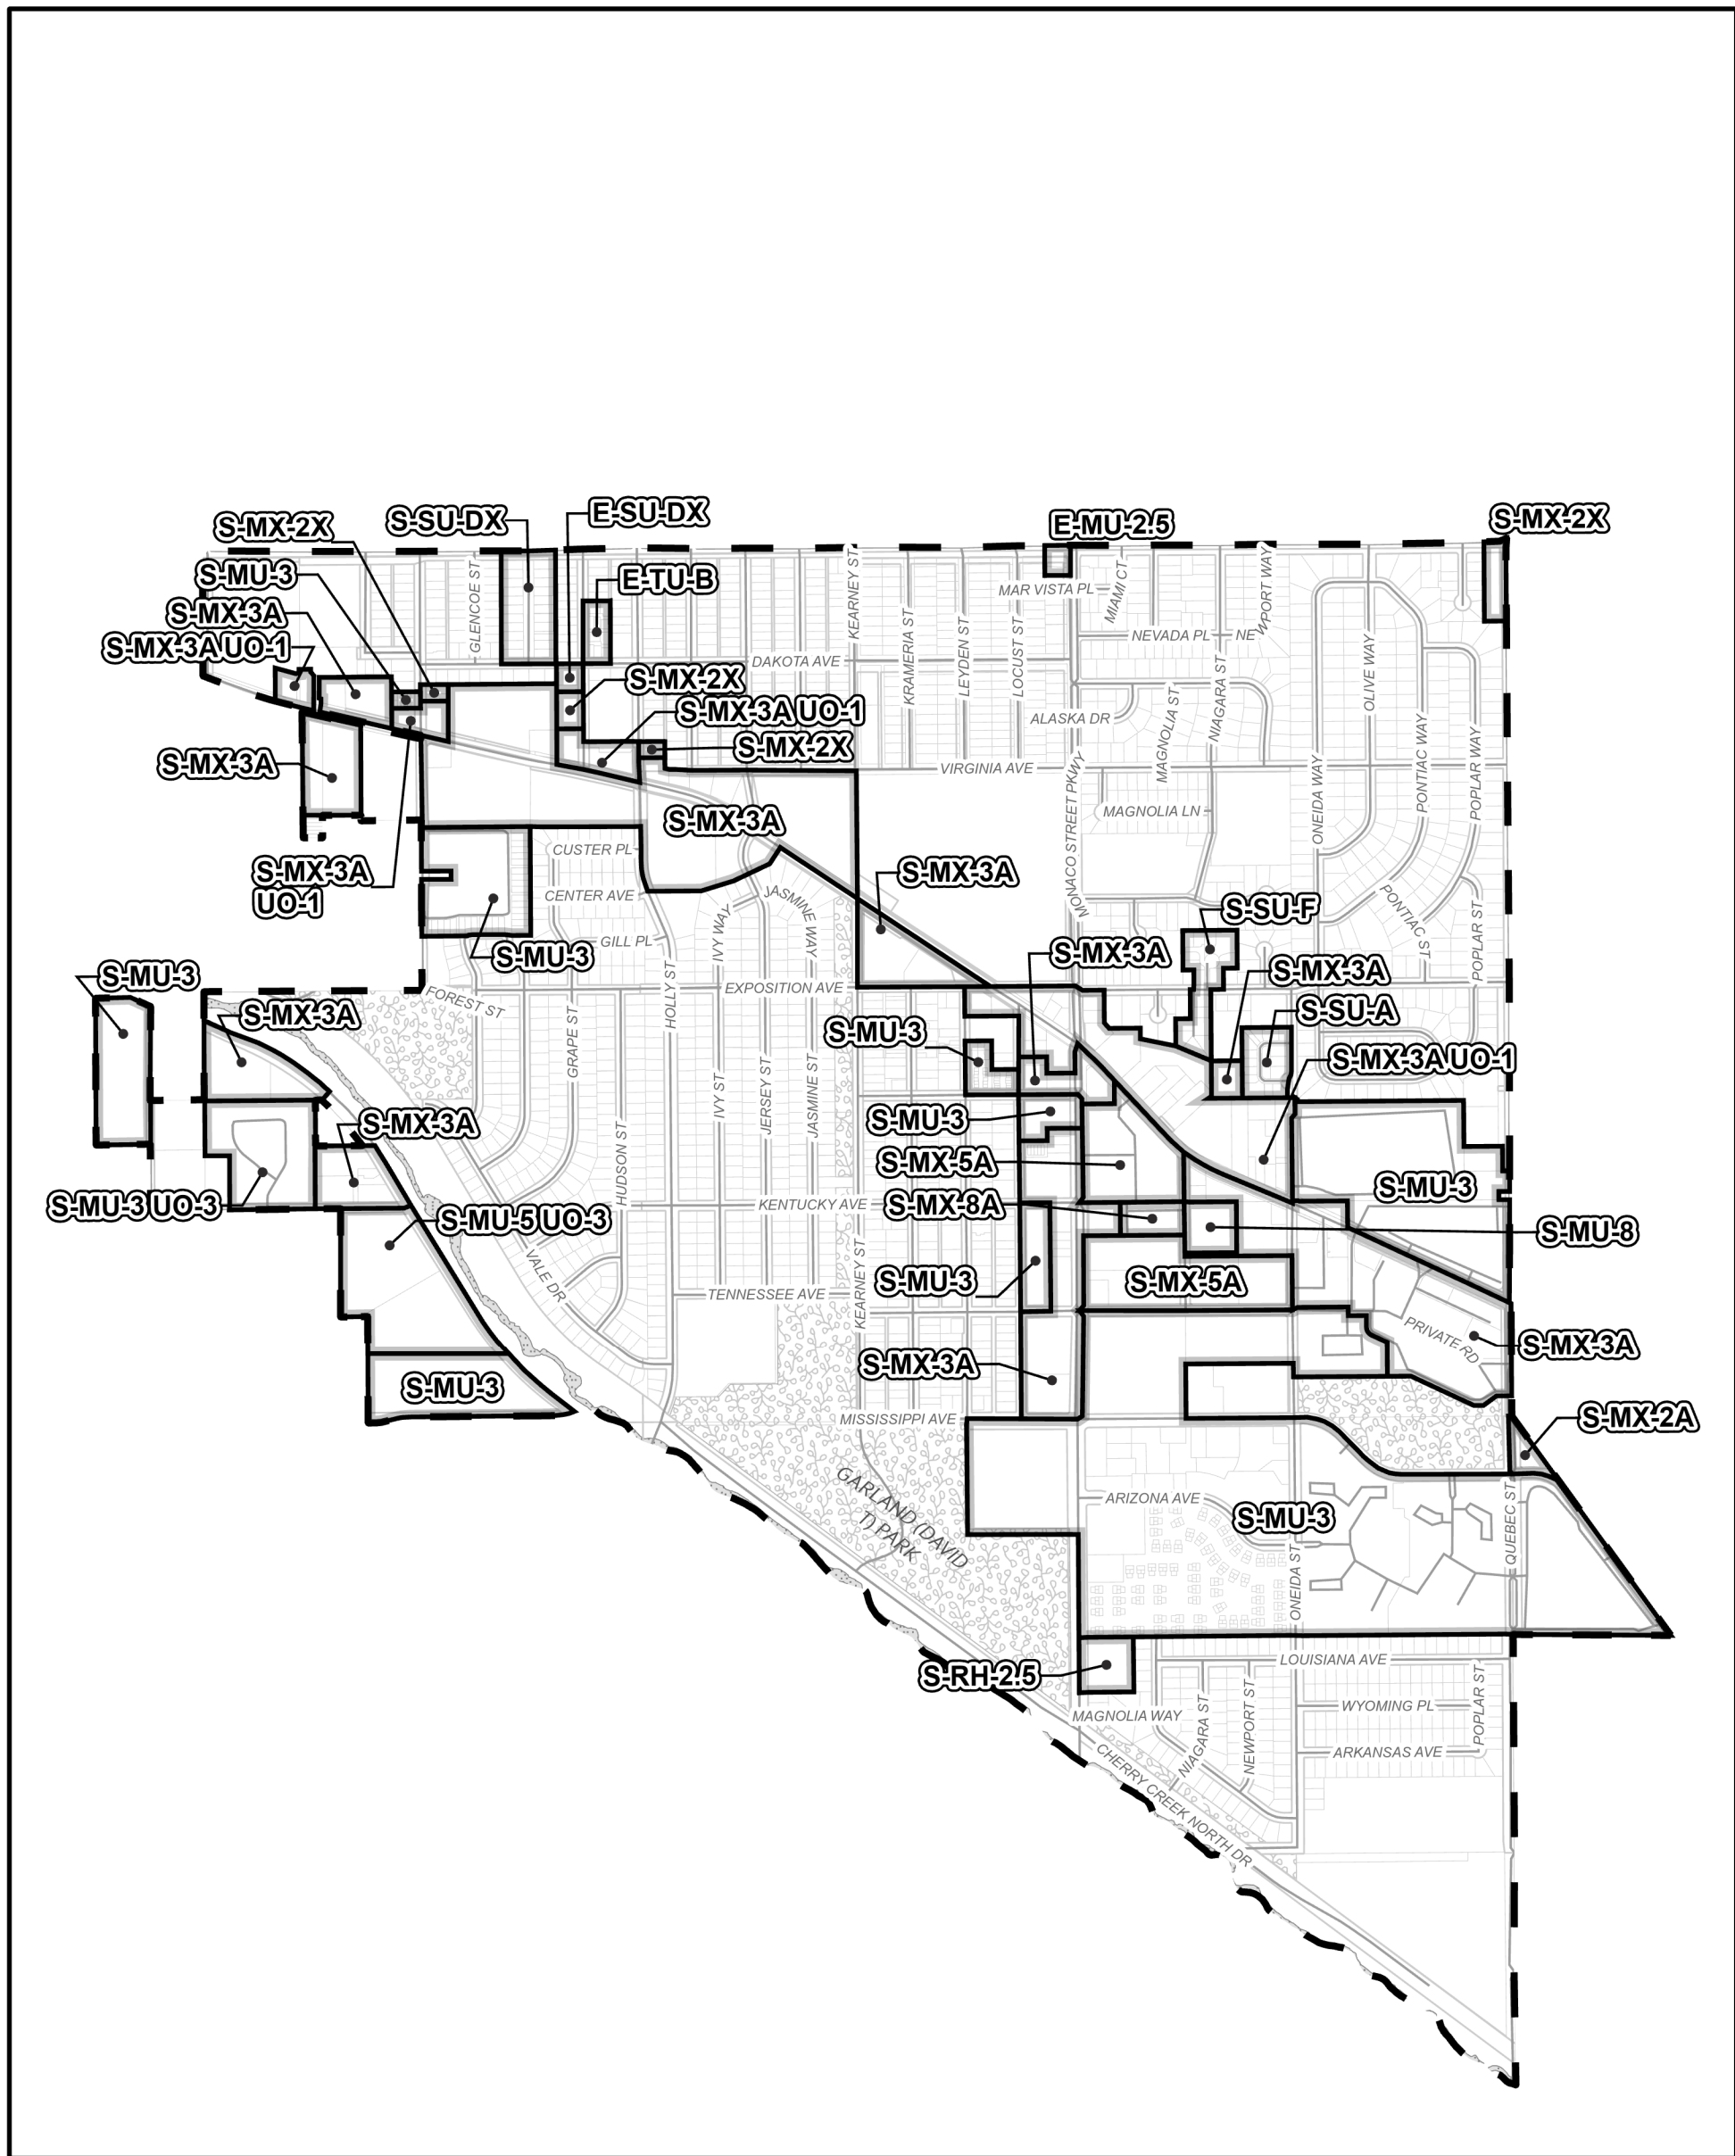 S-MX-2X
S-SU-DX
E-SU-DX
E-MU-2.5
S-MX-2X
S-MU-3
E-TU-B
S-MX-3A
S-MX-3A UO-1
GLENCOE ST
KEARNEY ST
KRAMERIA ST
LEYDEN ST
LOCUST ST
MAR VISTA PL
MIAMI CT
NEVADA PL
NE
WPORT WAY
OLIVE WAY
DAKOTA AVE
S-MX-2X
S-MX-3A UO-1
S-MX-2X
ALASKA DR
MAGNOLIA ST
NIAGARA ST
PONTIAC WAY
POPLAR WAY
S-MX-3A
VIRGINIA AVE
MONACO STREET PKWY
ONEIDA WAY
MAGNOLIA LN
S-MX-3A
CUSTER PL
S-MX-3A
UO-1
S-MX-3A
CENTER AVE
JASMINE WAY
IVY WAY
PONTIAC ST
POPLAR ST
S-SU-F
GILL PL
S-MU-3
S-MX-3A
S-MX-3A
S-MU-3
HOLLY ST
EXPOSITION AVE
FOREST ST
S-MX-3A
S-SU-A
S-MU-3
GRAPE ST
S-MX-3A UO-1
IVY ST
JERSEY ST
JASMINE ST
S-MX-3A
S-MU-3
HUDSON ST
S-MX-5A
S-MU-3
S-MU-3 UO-3
KENTUCKY AVE
S-MX-8A
S-MU-5 UO-3
S-MU-8
VALE DR
KEARNEY ST
S-MU-3
S-MX-5A
TENNESSEE AVE
PRIVATE RD
S-MX-3A
S-MX-3A
S-MU-3
MISSISSIPPI AVE
S-MX-2A
GARLAND (DAVID
T) PARK
ARIZONA AVE
S-MU-3
QUEBEC ST
ONEIDA ST
S-RH-2.5
LOUISIANA AVE
MAGNOLIA WAY
NIAGARA ST
NEWPORT ST
WYOMING PL
POPLAR ST
ARKANSAS AVE
CHERRY CREEK NORTH DR